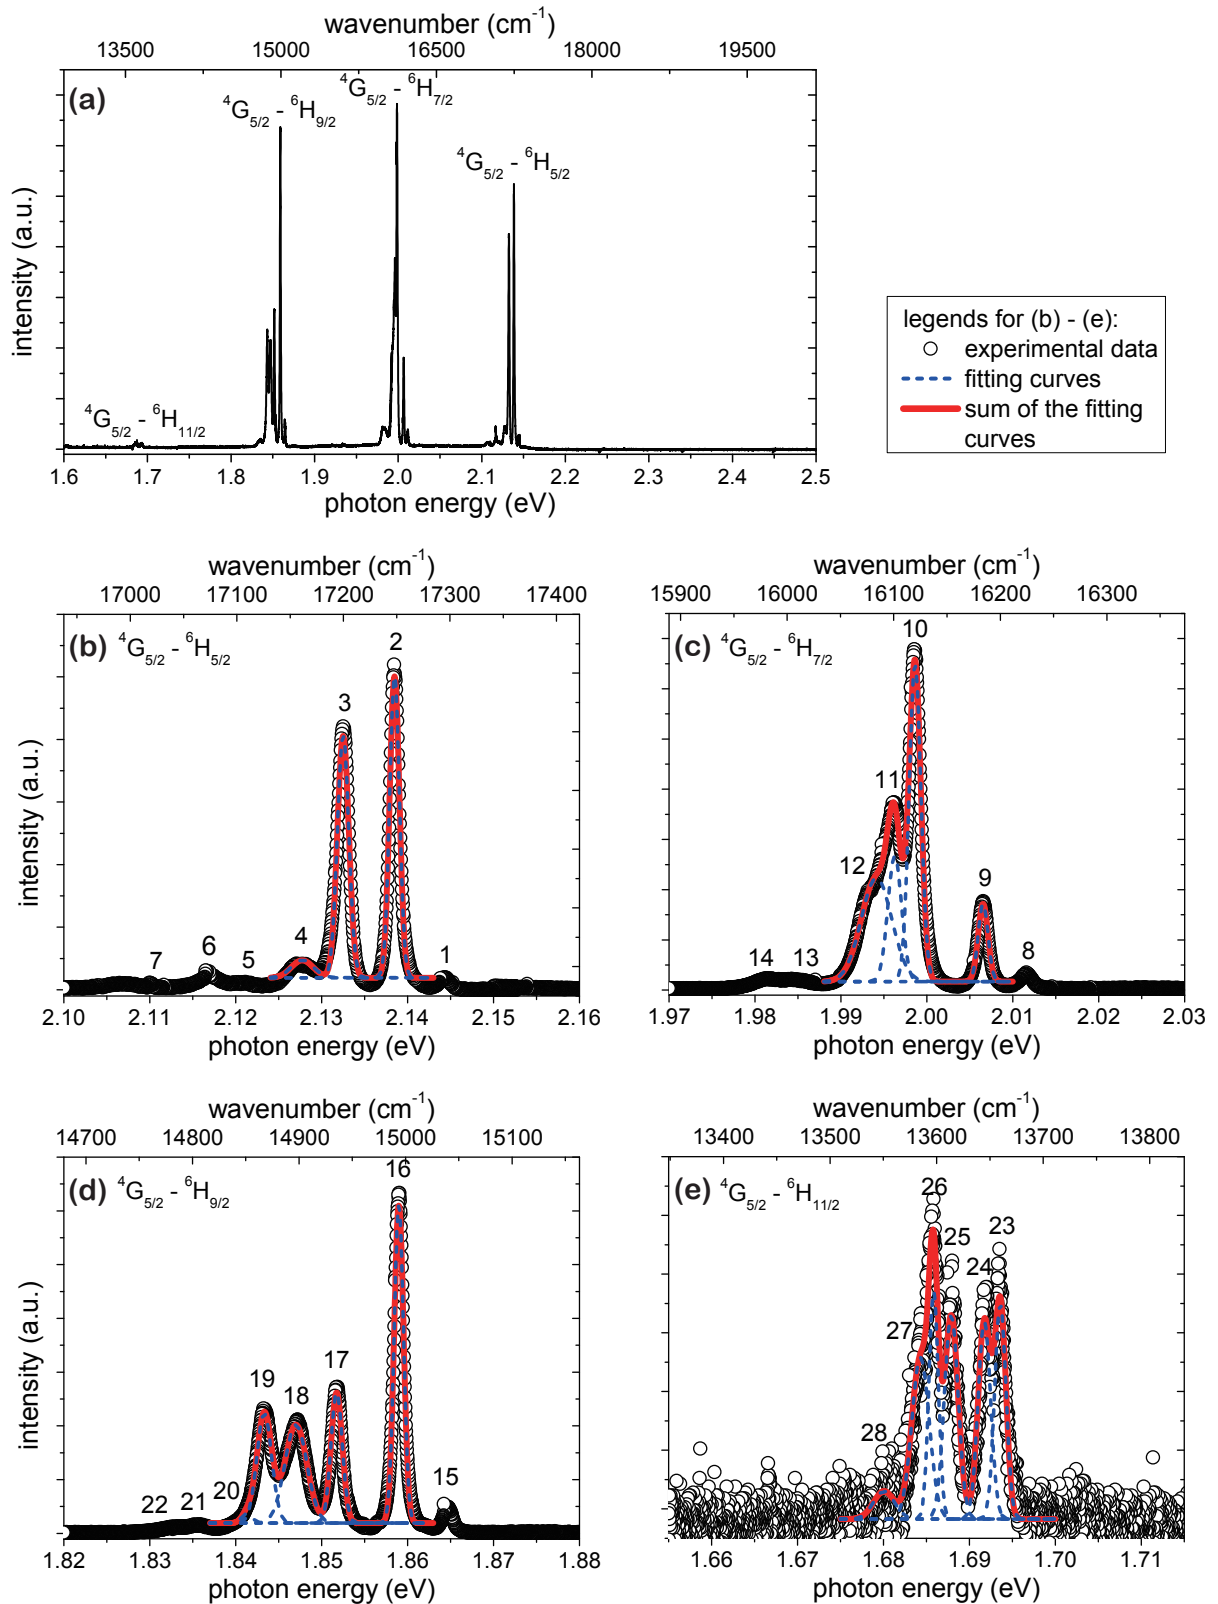 wavenumber (cm-1)
13500 15000 16500 18000 19500
(a)
4G5/2 - 6H9/2
4G5/2 - 6H7/2
4G5/2 - 6H5/2
4G5/2 - 6H11/2
intensity (a.u.)
1.6 1.7 1.8 1.9 2.0 2.1 2.2 2.3 2.4 2.5
photon energy (eV)
legends for (b) - (e):
experimental data
fitting curves
sum of the fitting
curves
wavenumber (cm-1)
17000 17100 17200 17300 17400
(b) 4G5/2 - 6H5/2
7 6 5 4 3 2 1
intensity (a.u.)
2.10 2.11 2.12 2.13 2.14 2.15 2.16
photon energy (eV)
wavenumber (cm-1)
15900 16000 16100 16200 16300
(c) 4G5/2 - 6H7/2
14 13 12 11 10 9 8
1.97 1.98 1.99 2.00 2.01 2.02 2.03
photon energy (eV)
wavenumber (cm-1)
14700 14800 14900 15000 15100
(d) 4G5/2 - 6H9/2
22 21 20 19 18 17 16 15
intensity (a.u.)
1.82 1.83 1.84 1.85 1.86 1.87 1.88
photon energy (eV)
wavenumber (cm-1)
13400 13500 13600 13700 13800
(e) 4G5/2 - 6H11/2
28 27 26 25 24 23
1.66 1.67 1.68 1.69 1.70 1.71
photon energy (eV)